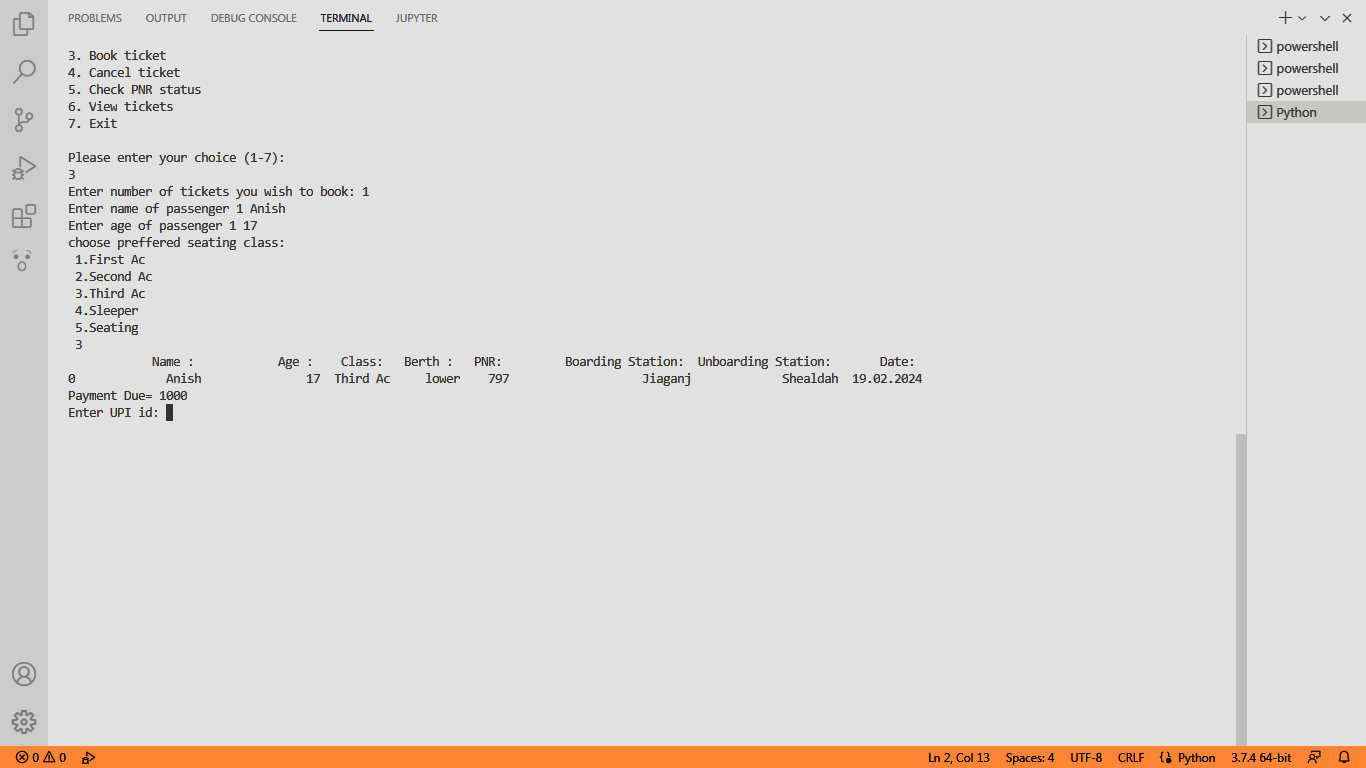 PROBLEMS OUTPUT DEBUG CONSOLE TERMINAL JUPYTER
3. Book ticket
4. Cancel ticket
5. Check PNR status
6. View tickets
7. Exit
Please enter your choice (1-7):
3
Enter number of tickets you wish to book: 1
Enter name of passenger 1 Anish
Enter age of passenger 1 17
choose preffered seating class:
1.First Ac
2.Second Ac
3.Third Ac
4.Sleeper
5.Seating
3
Name : Age : Class: Berth : PNR: Boarding Station: Unboarding Station: Date:
0 Anish 17 Third Ac lower 797 Jiaganj Shealdah 19.02.2024
Payment Due= 1000
Enter UPI id:
powershell
powershell
powershell
Python
0 0 Ln 2, Col 13 Spaces: 4 UTF-8 CRLF Python 3.7.4 64-bit